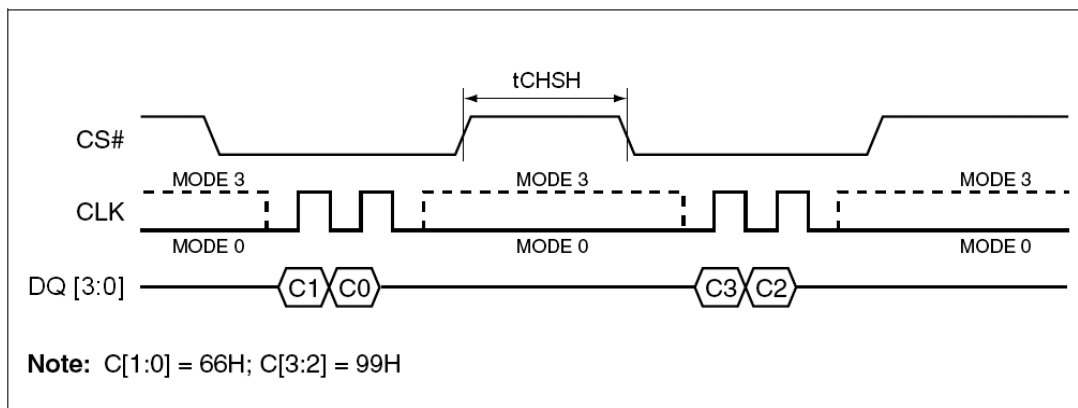 tCHSH
CS#
MODE 3 MODE 3 MODE 3
CLK
MODE 0 MODE 0 MODE 0
DQ [3:0] C1 C0 C3 C2
Note: C[1:0] = 66H; C[3:2] = 99H